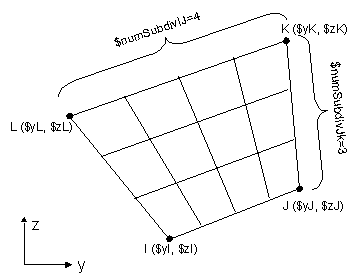 $numSubdivIJ=4
K ($yK, $zK)
$numSubdivJk=3
L ($yL, $zL)
J ($yJ, $zJ)
I ($yI, $zI)
z
y